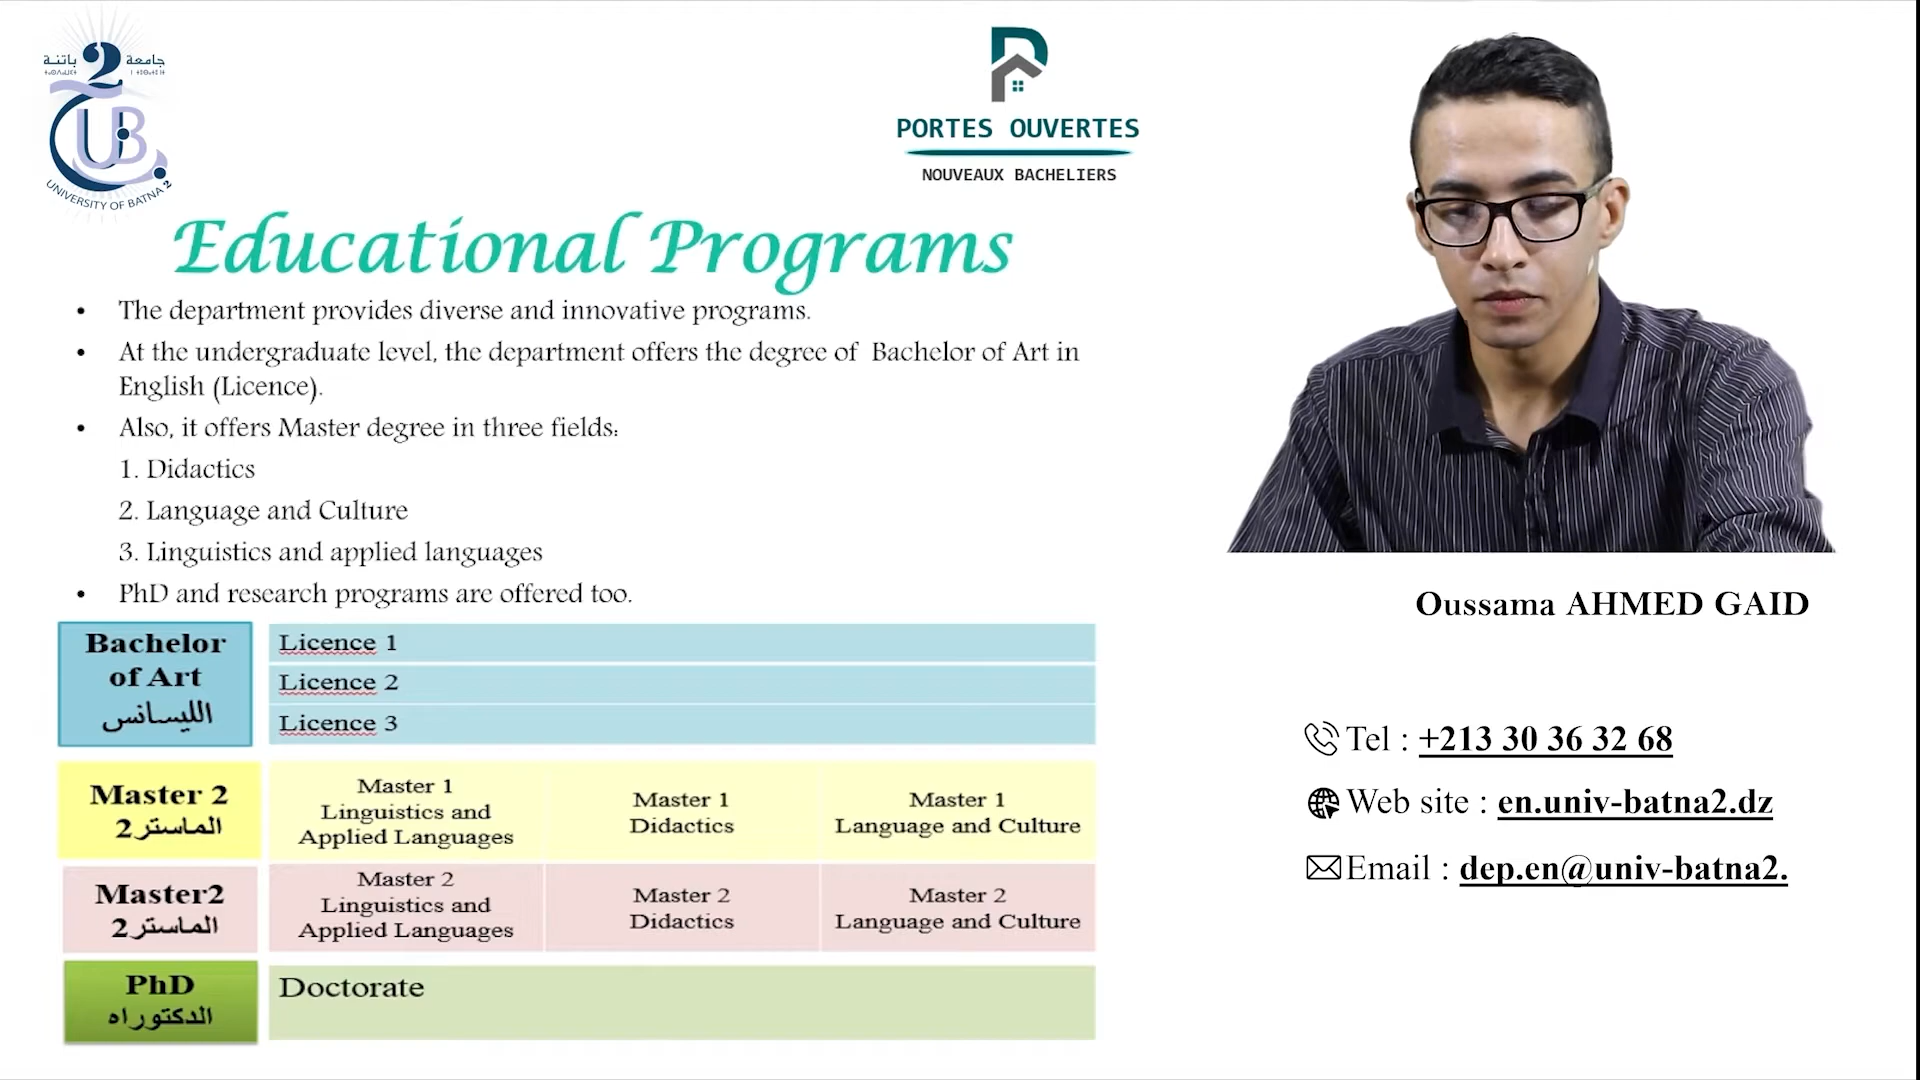 جامعة باتنة
2
UB
UNIVERSITY OF BATNA 2
PORTES OUVERTES
NOUVEAUX BACHELIERS
Educational Programs
• The department provides diverse and innovative programs.
• At the undergraduate level, the department offers the degree of Bachelor of Art in
English (Licence).
• Also, it offers Master degree in three fields:
1. Didactics
2. Language and Culture
3. Linguistics and applied languages
• PhD and research programs are offered too.
Bachelor
of Art
الليسانس
Licence 1
Licence 2
Licence 3
Master 2
الماستر2
Master 1
Linguistics and
Applied Languages
Master 1
Didactics
Master 1
Language and Culture
Master2
الماستر2
Master 2
Linguistics and
Applied Languages
Master 2
Didactics
Master 2
Language and Culture
PhD
الدكتوراه
Doctorate
Oussama AHMED GAID
Tel : +213 30 36 32 68
Web site : en.univ-batna2.dz
Email : dep.en@univ-batna2.